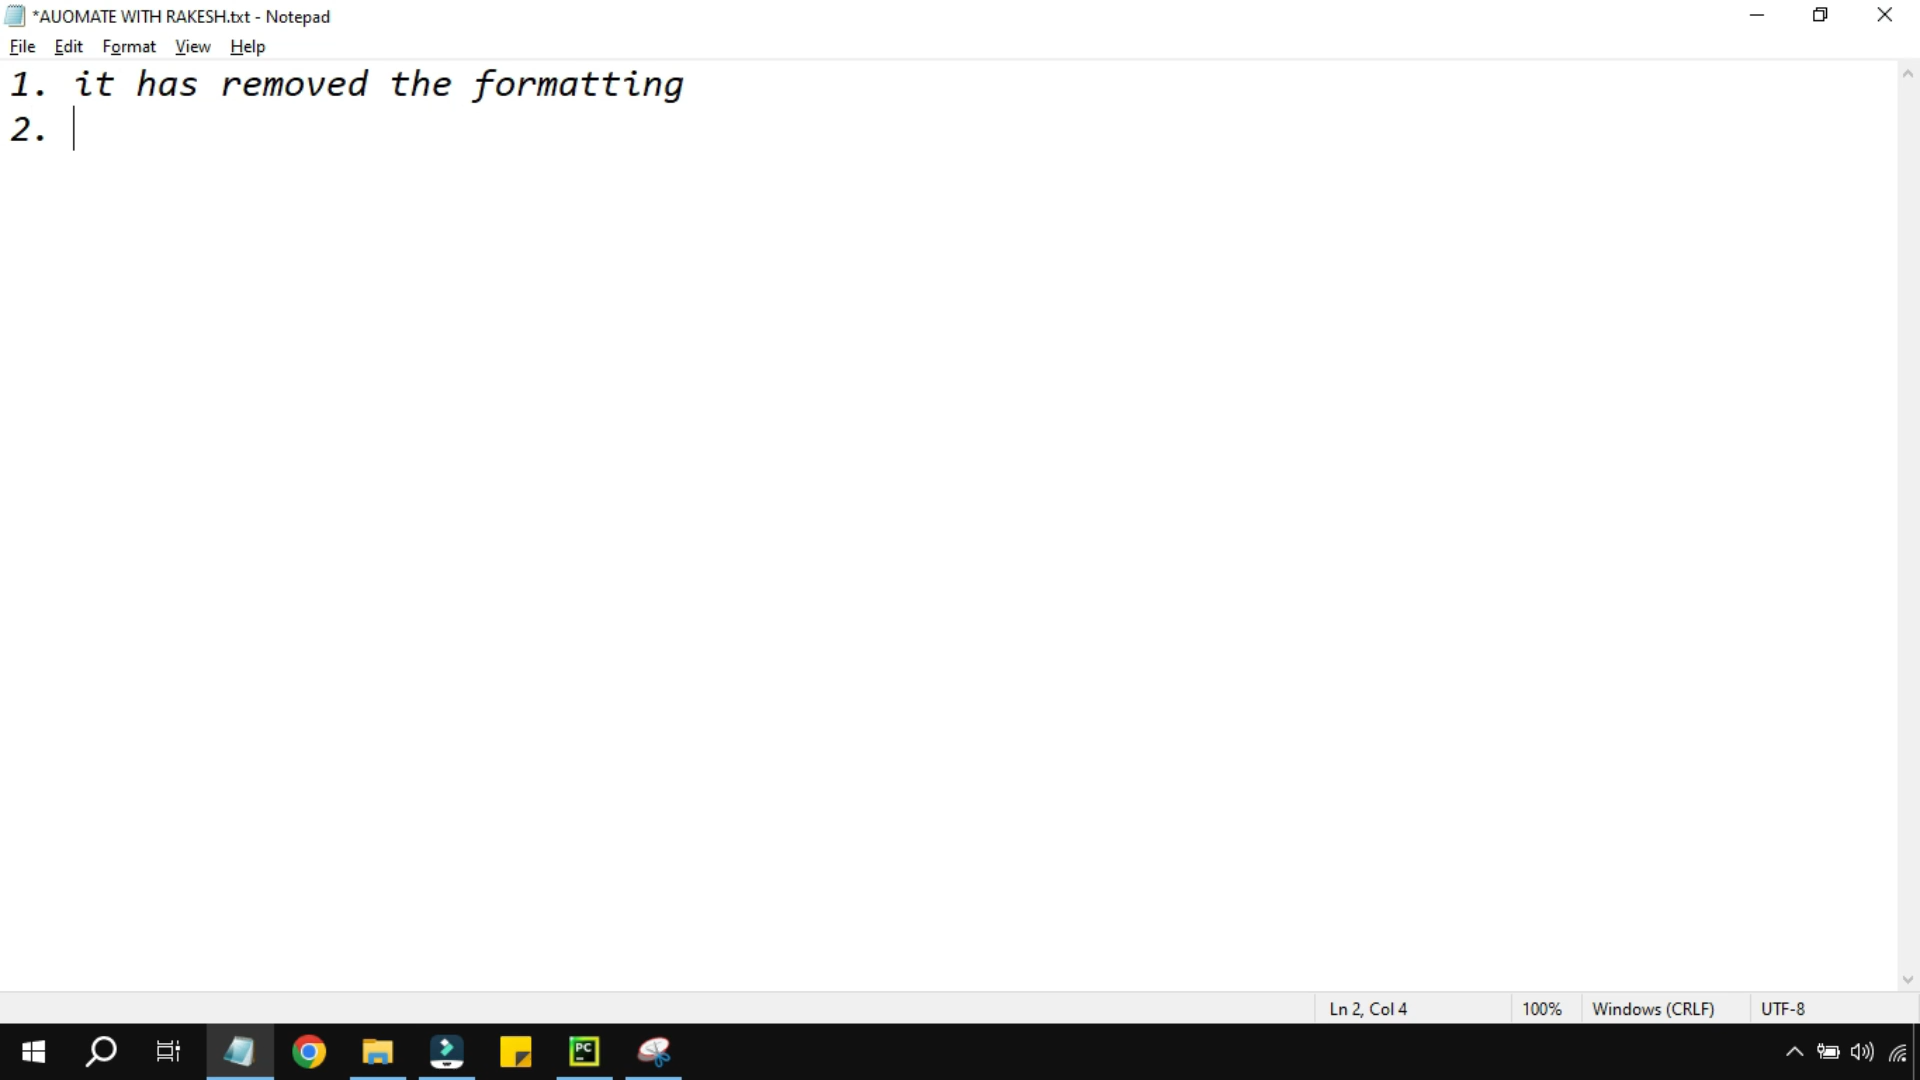 *AUOMATE WITH RAKESH.txt - Notepad
File Edit Format View Help
1. it has removed the formatting
2.
Ln 2, Col 4 100% Windows (CRLF) UTF-8
PC